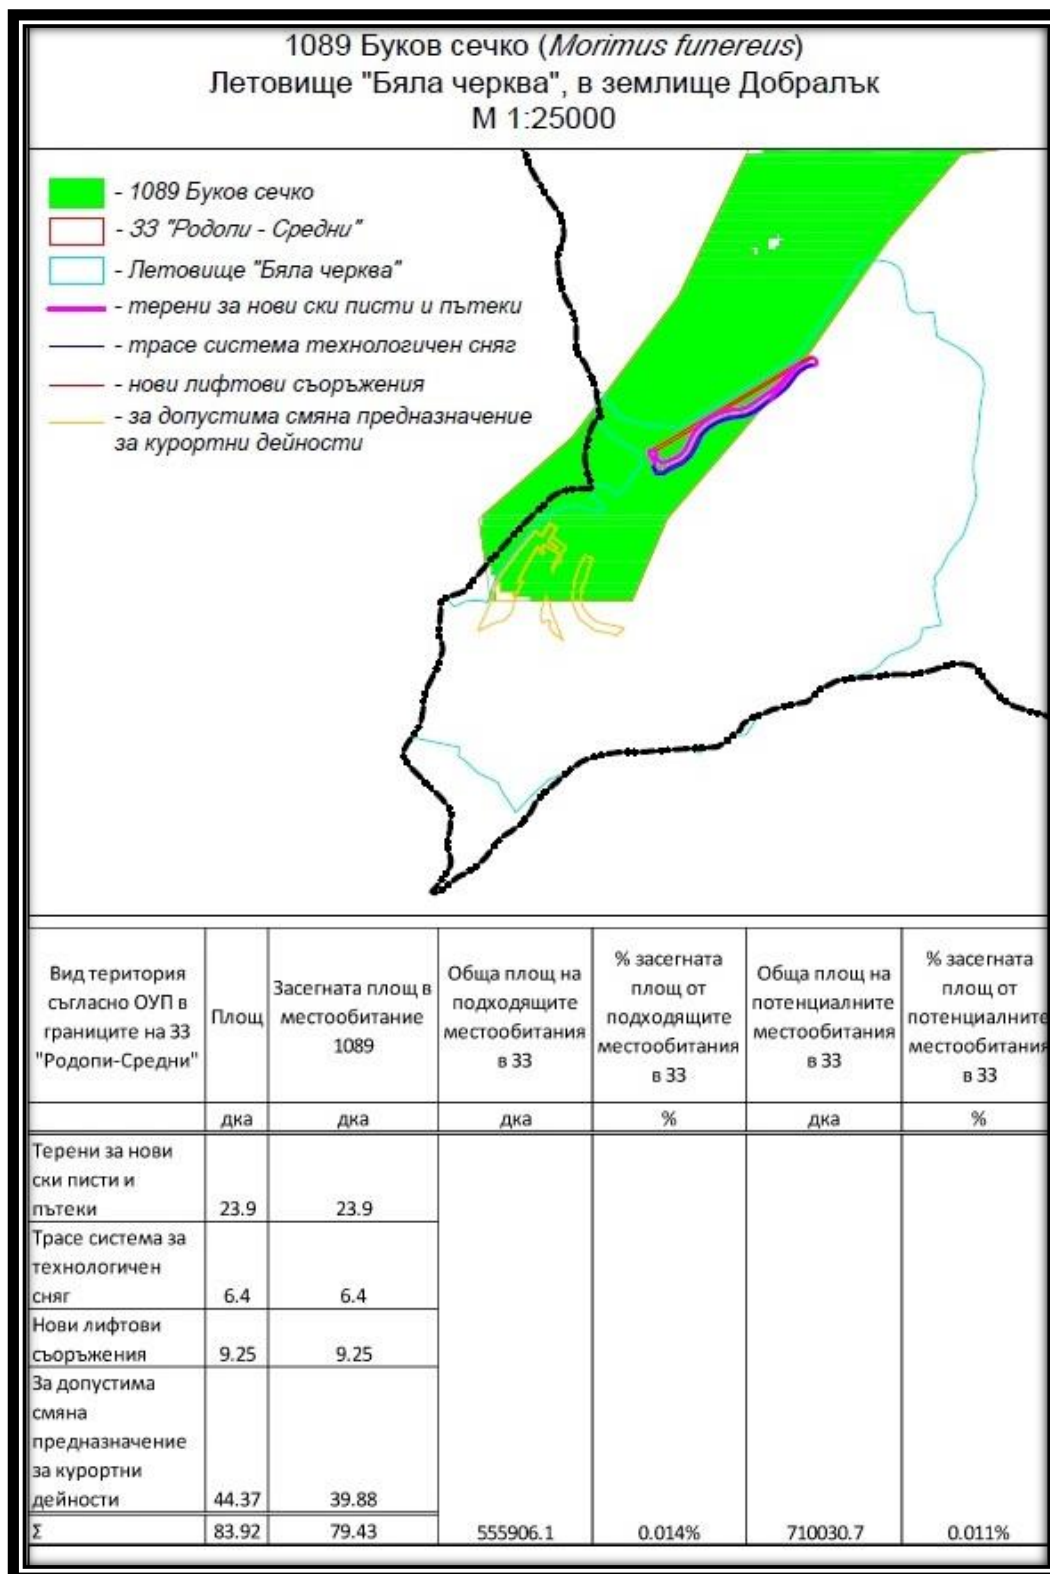 1089 Буков сечко (Morimus funereus)
Летовище "Бяла черква", в землище Добралък
М 1:25000
- 1089 Буков сечко
- ЗЗ "Родопи - Средни"
- Летовище "Бяла черква"
- терени за нови ски писти и пътеки
- трасе система технологичен сняг
- нови лифтови съоръжения
- за допустима смяна предназначение
за курортни дейности
Вид територия
съгласно ОУП в
границите на ЗЗ
"Родопи-Средни"
Площ
Засегната площ в
местообитание
1089
Обща площ на
подходящите
местообитания
в ЗЗ
% засегната
площ от
подходящите
местообитания
в ЗЗ
Обща площ на
потенциалните
местообитания
в ЗЗ
% засегната
площ от
потенциалните
местообитания
в ЗЗ
дка дка дка % дка %
Терени за нови
ски писти и
пътеки 23.9 23.9
Трасе система за
технологичен
сняг 6.4 6.4
Нови лифтови
съоръжения 9.25 9.25
За допустима
смяна
предназначение
за курортни
дейности 44.37 39.88
Σ 83.92 79.43 555906.1 0.014% 710030.7 0.011%